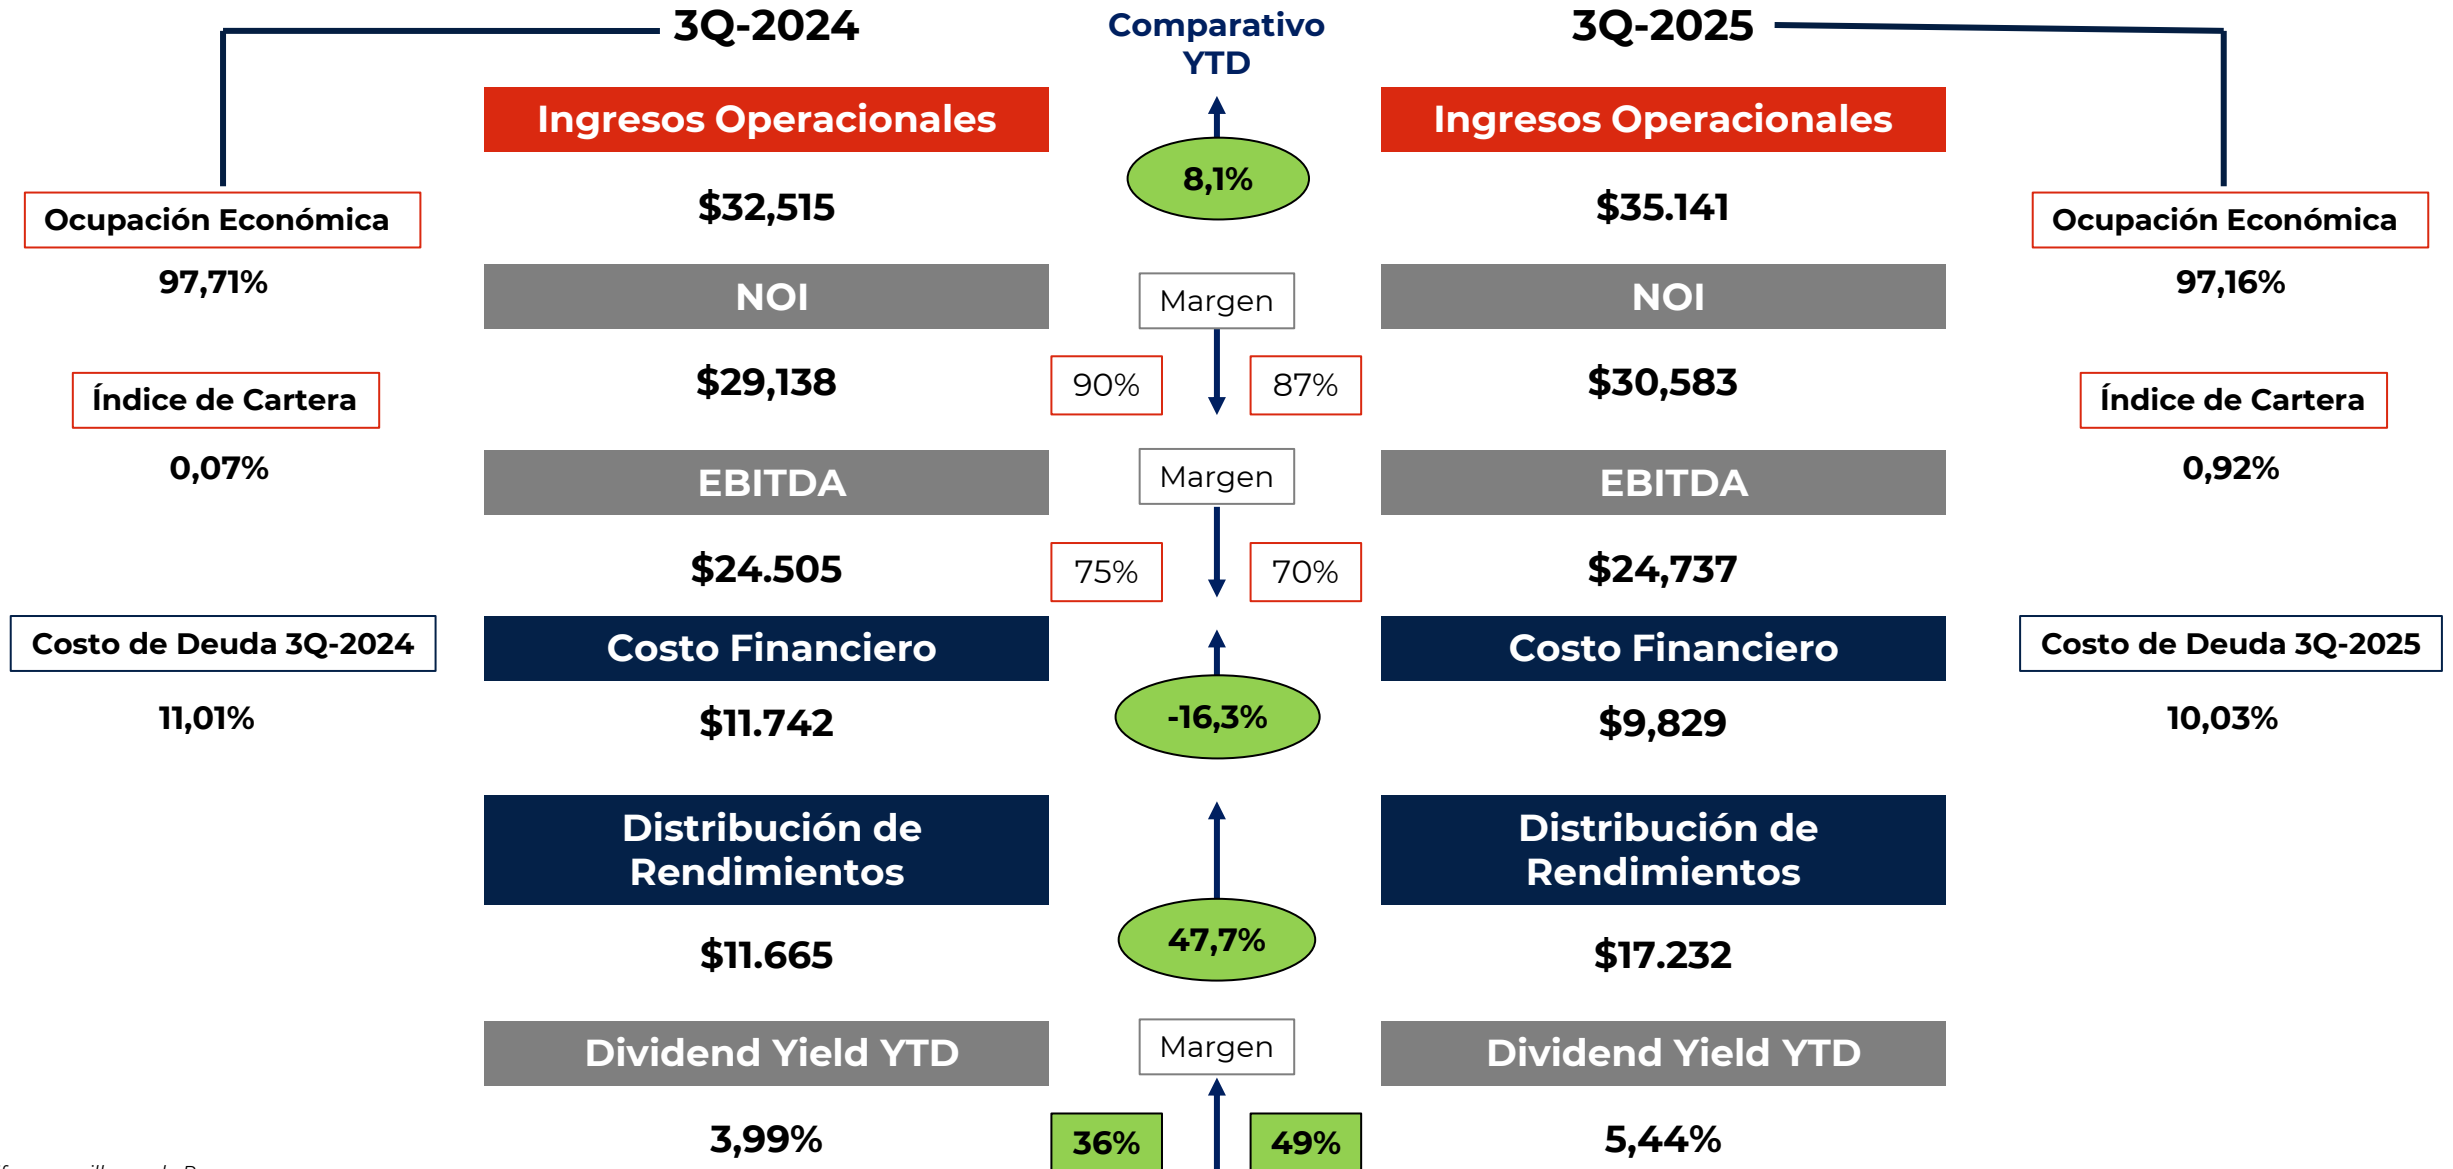 3Q-2024
Comparativo
YTD
3Q-2025
Ingresos Operacionales
Ingresos Operacionales
8,1%
$32,515
$35.141
Ocupación Económica
Ocupación Económica
97,71%
97,16%
NOI
Margen
NOI
$29,138
90%
87%
$30,583
Índice de Cartera
Índice de Cartera
0,07%
0,92%
EBITDA
Margen
EBITDA
$24.505
75%
70%
$24,737
Costo de Deuda 3Q-2024
Costo Financiero
Costo Financiero
Costo de Deuda 3Q-2025
11,01%
$11.742
-16,3%
$9,829
10,03%
Distribución de
Rendimientos
Distribución de
Rendimientos
$11.665
47,7%
$17.232
Dividend Yield YTD
Margen
Dividend Yield YTD
3,99%
36%
49%
5,44%